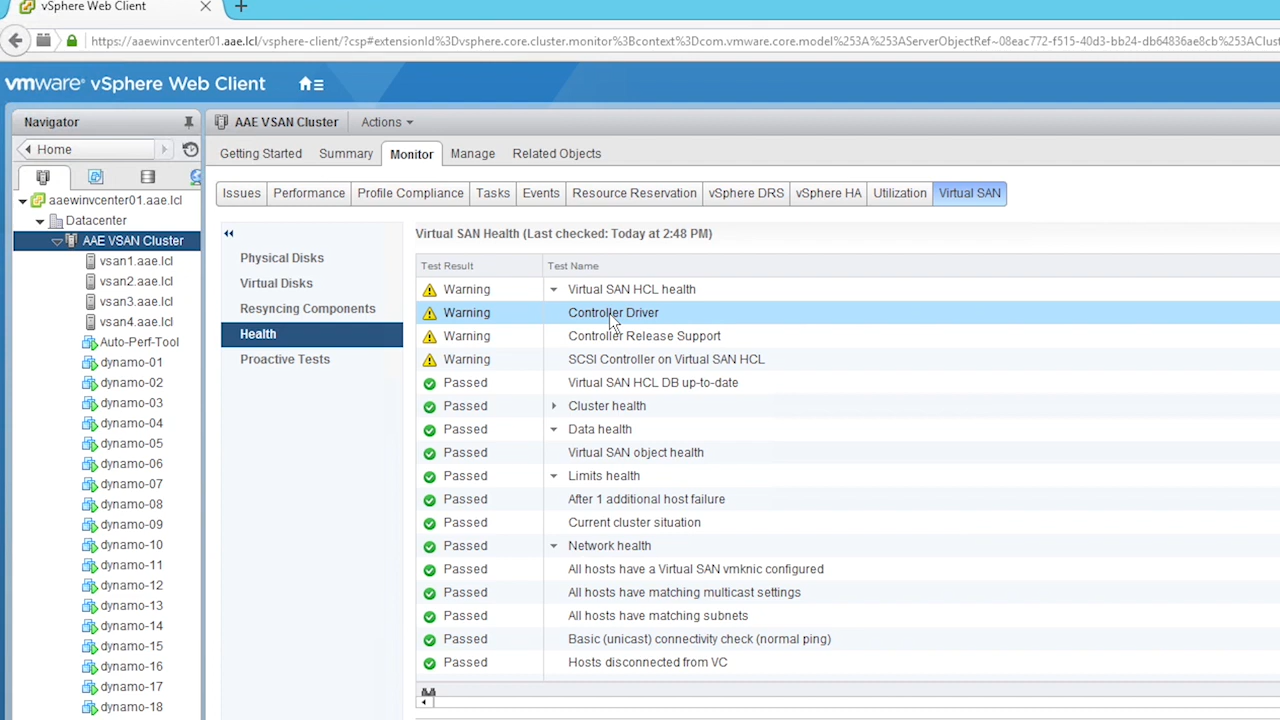 vSphere Web Client
https://aaewinvcenter01.aae.lcl/vsphere-client/?csp#extensionId%3Dvsphere.core.cluster.monitor%3Bcontext%3Dcom.vmware.core.model%253A%253AServerObjectRef~08eac772-f515-40d3-bb24-db64836ae8cb%253AClus
vmware® vSphere Web Client
Navigator
AAE VSAN Cluster
Actions
Home
Getting Started
Summary
Monitor
Manage
Related Objects
Issues
Performance
Profile Compliance
Tasks
Events
Resource Reservation
vSphere DRS
vSphere HA
Utilization
Virtual SAN
aaewinvcenter01.aae.lcl
Datacenter
AAE VSAN Cluster
vsan1.aae.lcl
vsan2.aae.lcl
vsan3.aae.lcl
vsan4.aae.lcl
Auto-Perf-Tool
dynamo-01
dynamo-02
dynamo-03
dynamo-04
dynamo-05
dynamo-06
dynamo-07
dynamo-08
dynamo-09
dynamo-10
dynamo-11
dynamo-12
dynamo-13
dynamo-14
dynamo-15
dynamo-16
dynamo-17
dynamo-18
Physical Disks
Virtual Disks
Resyncing Components
Health
Proactive Tests
Virtual SAN Health (Last checked: Today at 2:48 PM)
Test Result Test Name
Warning Virtual SAN HCL health
Warning Controller Driver
Warning Controller Release Support
Warning SCSI Controller on Virtual SAN HCL
Passed Virtual SAN HCL DB up-to-date
Passed Cluster health
Passed Data health
Passed Virtual SAN object health
Passed Limits health
Passed After 1 additional host failure
Passed Current cluster situation
Passed Network health
Passed All hosts have a Virtual SAN vmknic configured
Passed All hosts have matching multicast settings
Passed All hosts have matching subnets
Passed Basic (unicast) connectivity check (normal ping)
Passed Hosts disconnected from VC